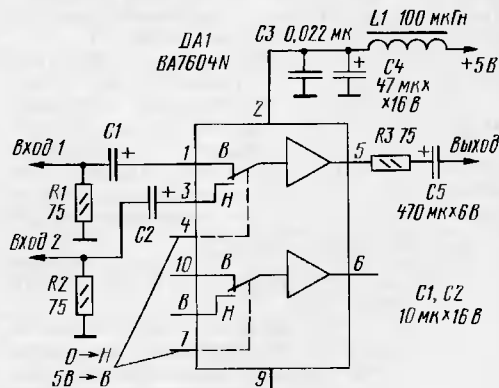 DA1
BA7604N
C3 0,022 мк
L1 100 мкГн
+
C4
47 мк×
×16 В
+5 В
2
Вход 1
C1
+
1
В
5
R3 75
+
Выход
R1
75
C2
+
3
Н
C5
470 мк×6 В
4
Вход 2
10
В
6
R2
75
8
Н
C1, C2
10 мк×16 В
7
0→Н
5В→В
9